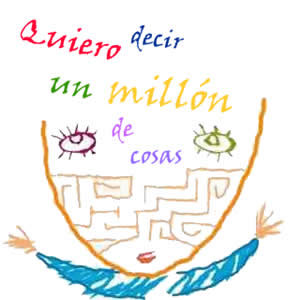 Quiero decir
un millón
de
cosas